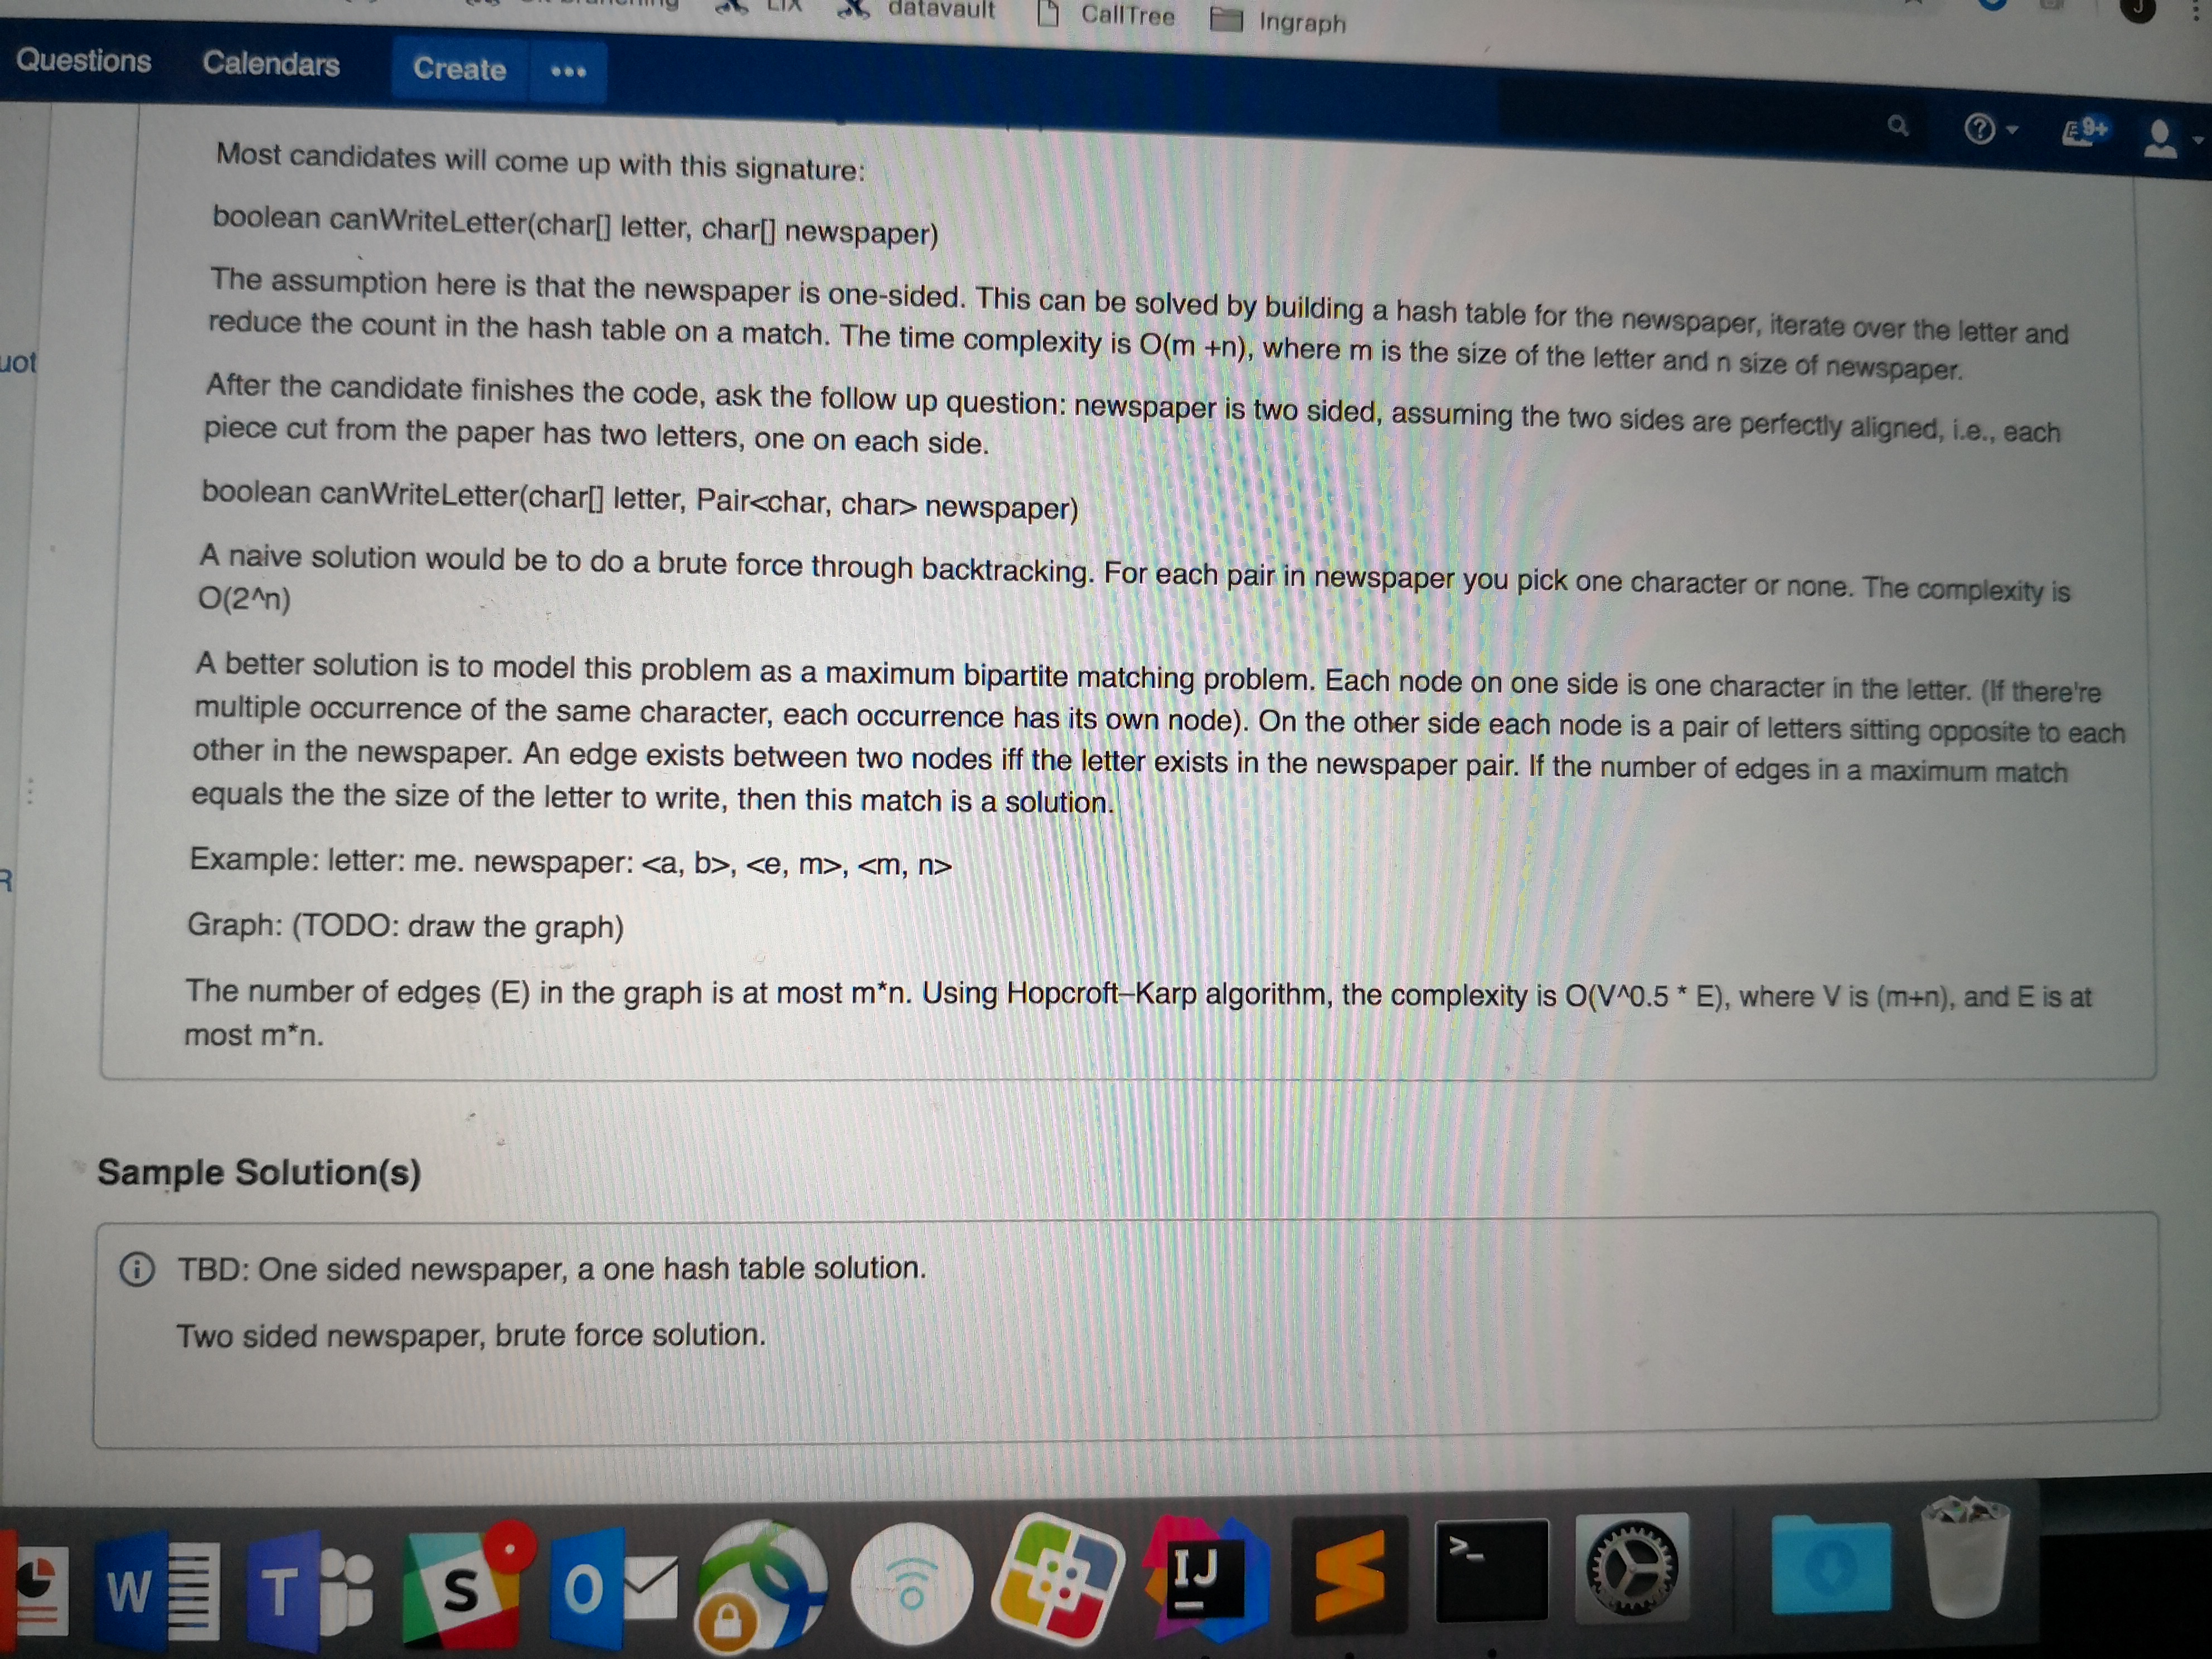 LIX
datavault
CallTree
Ingraph
Questions
Calendars
Create
9+
Most candidates will come up with this signature:
boolean canWriteLetter(char[] letter, char[] newspaper)
The assumption here is that the newspaper is one-sided. This can be solved by building a hash table for the newspaper, iterate over the letter and
reduce the count in the hash table on a match. The time complexity is O(m +n), where m is the size of the letter and n size of newspaper.
After the candidate finishes the code, ask the follow up question: newspaper is two sided, assuming the two sides are perfectly aligned, i.e., each
piece cut from the paper has two letters, one on each side.
boolean canWriteLetter(char[] letter, Pair<char, char> newspaper)
A naive solution would be to do a brute force through backtracking. For each pair in newspaper you pick one character or none. The complexity is
O(2^n)
A better solution is to model this problem as a maximum bipartite matching problem. Each node on one side is one character in the letter. (If there're
multiple occurrence of the same character, each occurrence has its own node). On the other side each node is a pair of letters sitting opposite to each
other in the newspaper. An edge exists between two nodes iff the letter exists in the newspaper pair. If the number of edges in a maximum match
equals the the size of the letter to write, then this match is a solution.
Example: letter: me. newspaper: <a, b>, <e, m>, <m, n>
Graph: (TODO: draw the graph)
The number of edges (E) in the graph is at most m*n. Using Hopcroft–Karp algorithm, the complexity is O(V^0.5 * E), where V is (m+n), and E is at
most m*n.
Sample Solution(s)
TBD: One sided newspaper, a one hash table solution.
Two sided newspaper, brute force solution.
W
T
S
O
IJ
>_